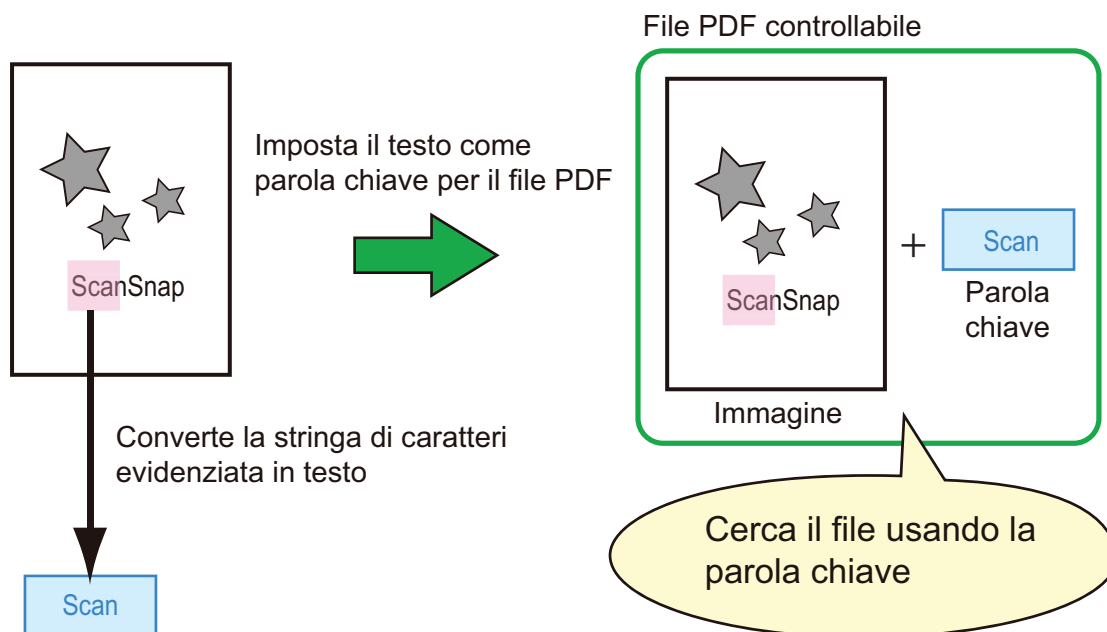 File PDF controllabile
Imposta il testo come
parola chiave per il file PDF
ScanSnap
Converte la stringa di caratteri
evidenziata in testo
Scan
ScanSnap
Immagine
+
Scan
Parola
chiave
Cerca il file usando la
parola chiave